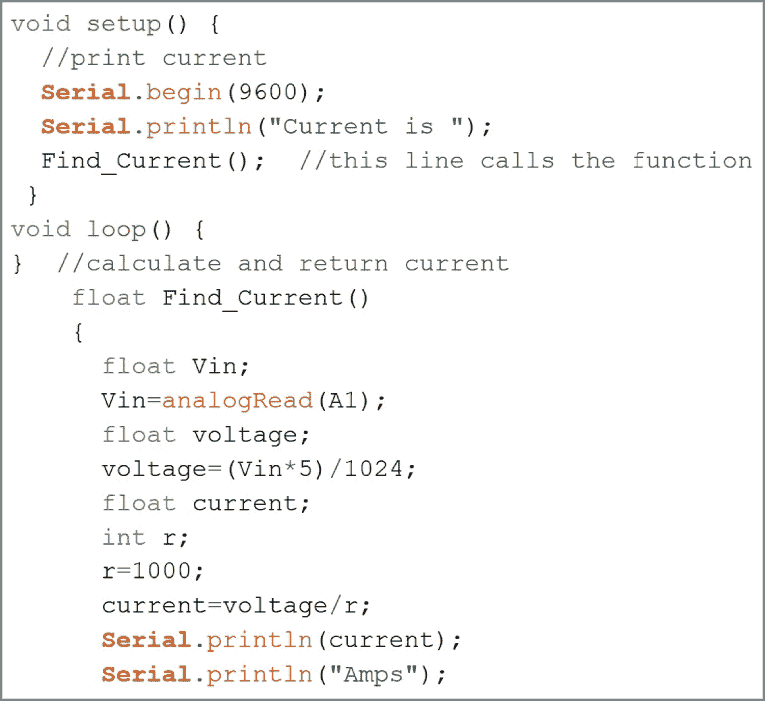 void setup() {
  //print current
  Serial.begin(9600);
  Serial.println("Current is ");
  Find_Current();  //this line calls the function
 }
void loop() {
}  //calculate and return current
    float Find_Current()
    {
      float Vin;
      Vin=analogRead(A1);
      float voltage;
      voltage=(Vin*5)/1024;
      float current;
      int r;
      r=1000;
      current=voltage/r;
      Serial.println(current);
      Serial.println("Amps");